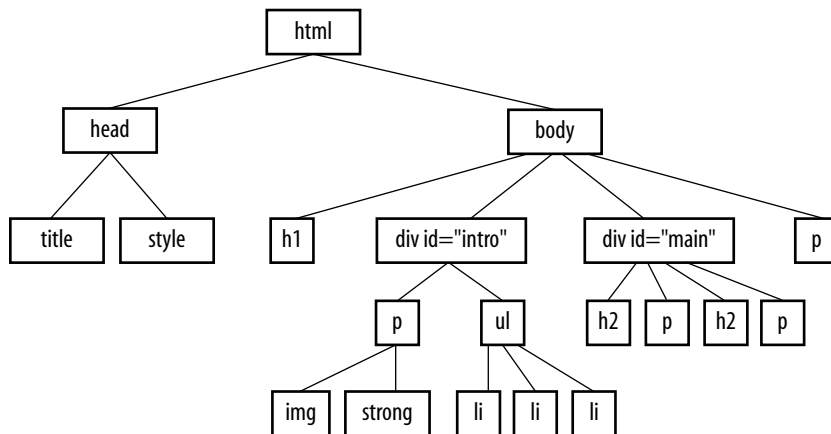 html
head
body
title
style
h1
div id="intro"
div id="main"
p
p
ul
h2
p
h2
p
img
strong
li
li
li